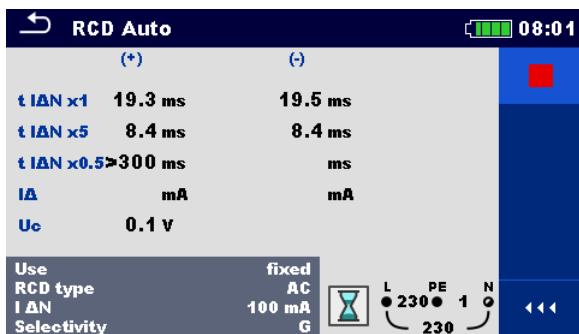 RCD Auto 08:01
(+) (-)
t IΔN x1 19.3 ms 19.5 ms
t IΔN x5 8.4 ms 8.4 ms
t IΔN x0.5 >300 ms ms
IΔ mA mA
Uc 0.1 V
Use fixed
RCD type AC
I ΔN 100 mA
Selectivity G
L PE N
230 1
230